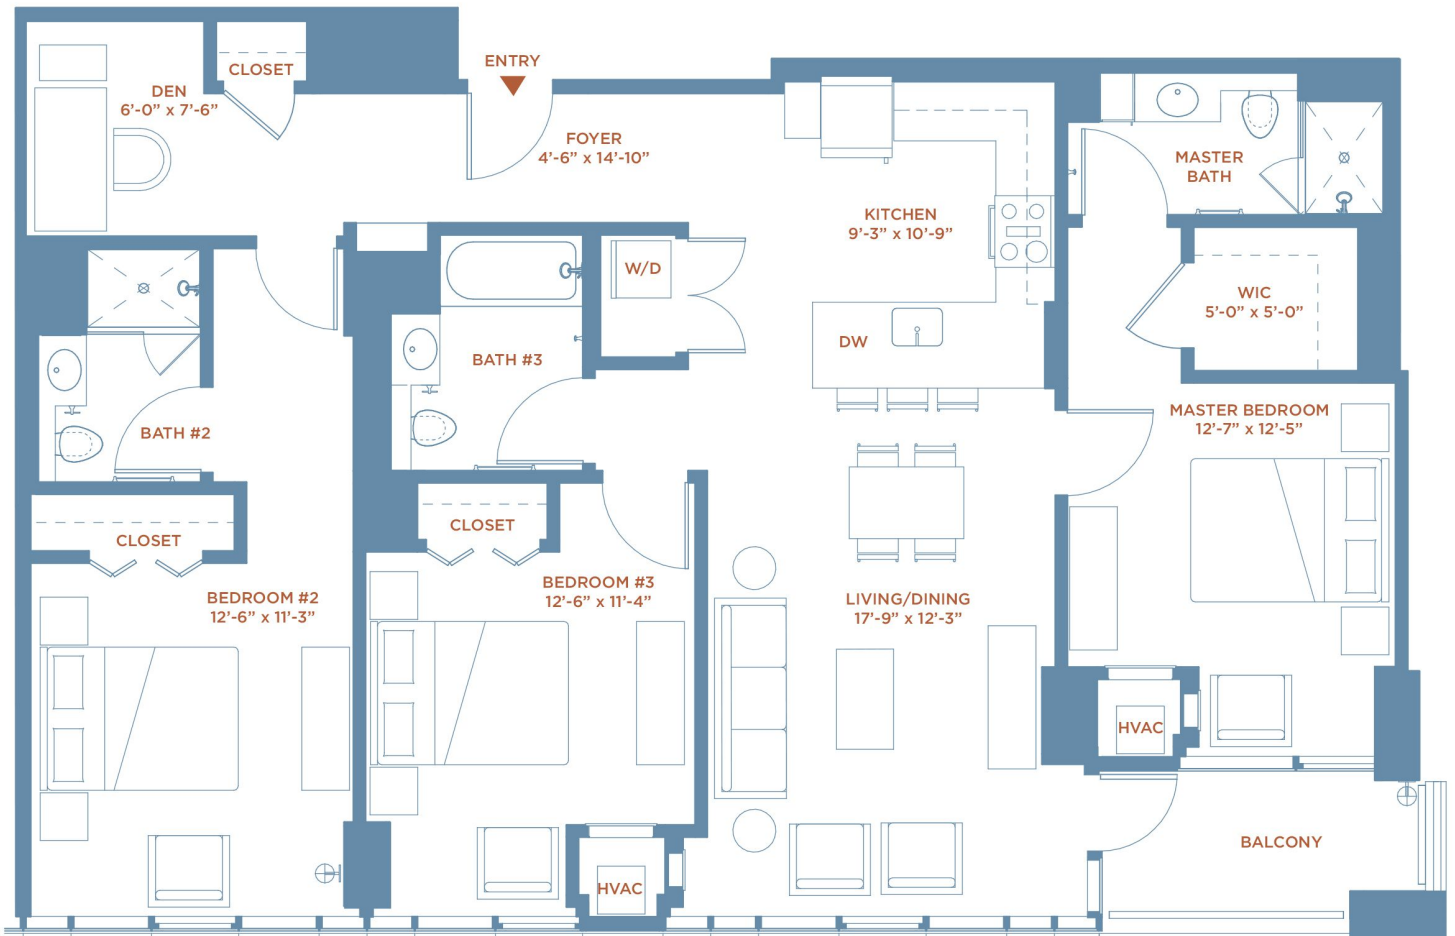 ENTRY
CLOSET
DEN
6'-0" x 7'-6"
FOYER
4'-6" x 14'-10"
MASTER
BATH
KITCHEN
9'-3" x 10'-9"
W/D
WIC
5'-0" x 5'-0"
DW
BATH #3
MASTER BEDROOM
12'-7" x 12'-5"
BATH #2
CLOSET
CLOSET
BEDROOM #3
12'-6" x 11'-4"
BEDROOM #2
12'-6" x 11'-3"
LIVING/DINING
17'-9" x 12'-3"
HVAC
BALCONY
HVAC